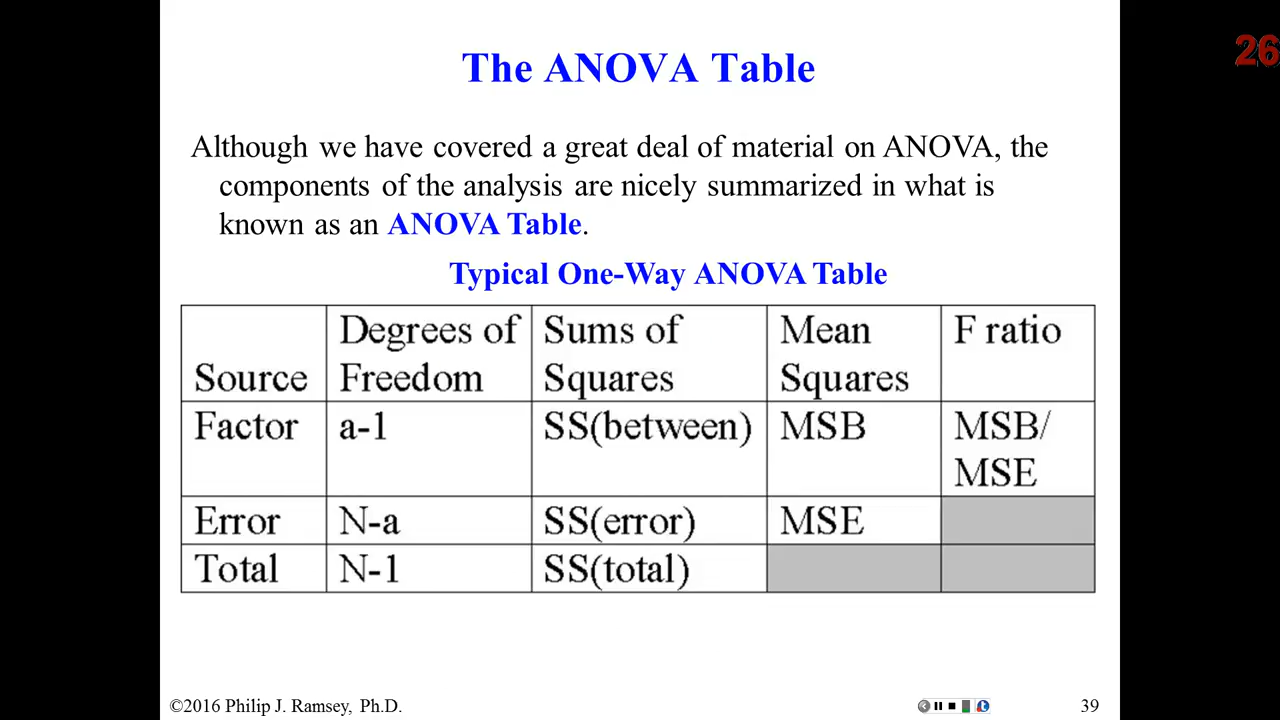 26
The ANOVA Table
Although we have covered a great deal of material on ANOVA, the
components of the analysis are nicely summarized in what is
known as an ANOVA Table.
Typical One-Way ANOVA Table
Source Degrees of Freedom Sums of Squares Mean Squares F ratio
Factor a-1 SS(between) MSB MSB/ MSE
Error N-a SS(error) MSE
Total N-1 SS(total)
©2016 Philip J. Ramsey, Ph.D. 39